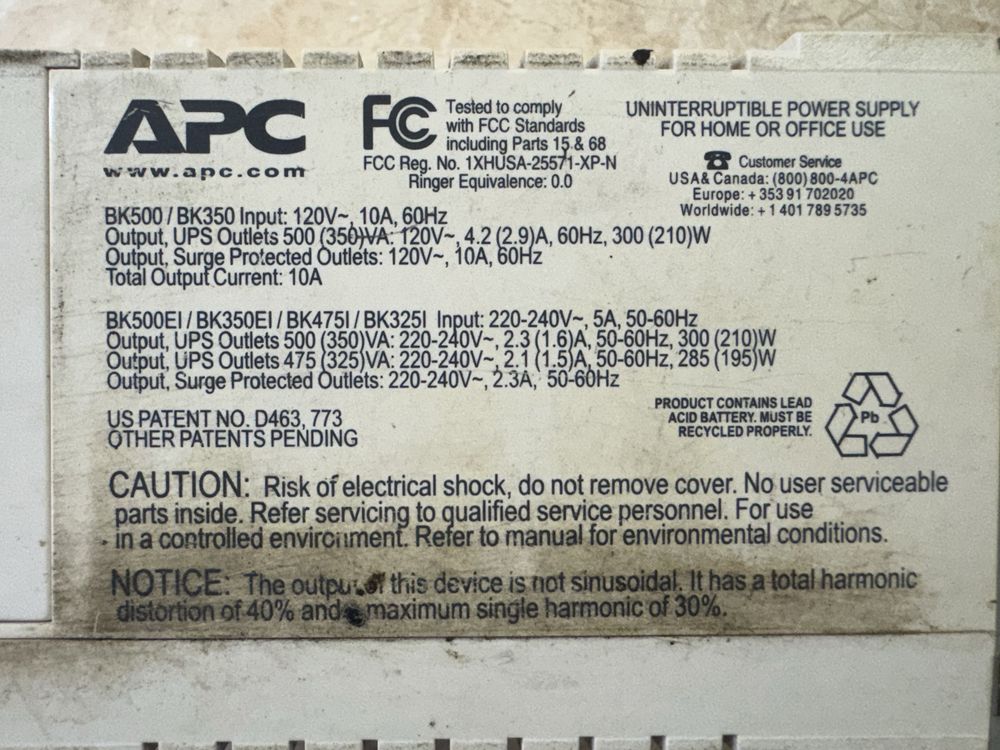 APC
www.apc.com
FC
Tested to comply
with FCC Standards
including Parts 15 & 68
FCC Reg. No. 1XHUSA-25571-XP-N
Ringer Equivalence: 0.0
UNINTERRUPTIBLE POWER SUPPLY
FOR HOME OR OFFICE USE
Customer Service
USA& Canada: (800) 800-4APC
Europe: +353 91 702020
Worldwide: +1 401 789 5735
BK500 / BK350 Input: 120V~, 10A, 60Hz
Output, UPS Outlets 500 (350)VA: 120V~, 4.2 (2.9)A, 60Hz, 300 (210)W
Output, Surge Protected Outlets: 120V~, 10A, 60Hz
Total Output Current: 10A
BK500EI / BK350EI / BK475I / BK325I Input: 220-240V~, 5A, 50-60Hz
Output, UPS Outlets 500 (350)VA: 220-240V~, 2.3 (1.6)A, 50-60Hz, 300 (210)W
Output, UPS Outlets 475 (325)VA: 220-240V~, 2.1 (1.5)A, 50-60Hz, 285 (195)W
Output, Surge Protected Outlets: 220-240V~, 2.3A, 50-60Hz
US PATENT NO. D463, 773
OTHER PATENTS PENDING
PRODUCT CONTAINS LEAD
ACID BATTERY. MUST BE
RECYCLED PROPERLY.
Pb
CAUTION: Risk of electrical shock, do not remove cover. No user serviceable
parts inside. Refer servicing to qualified service personnel. For use
in a controlled environment. Refer to manual for environmental conditions.
NOTICE: The output of this device is not sinusoidal. It has a total harmonic
distortion of 40% and maximum single harmonic of 30%.